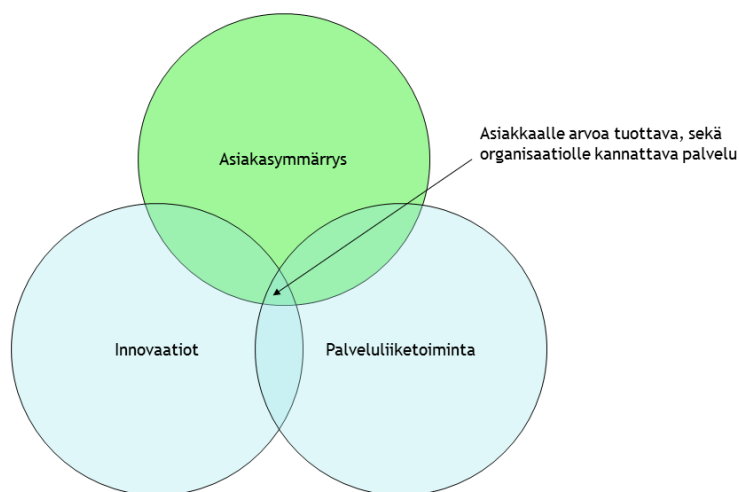 Asiakasymmärrys
Asiakkaalle arvoa tuottava, sekä
organisaatiolle kannattava palvelu
Innovaatiot
Palveluliiketoiminta